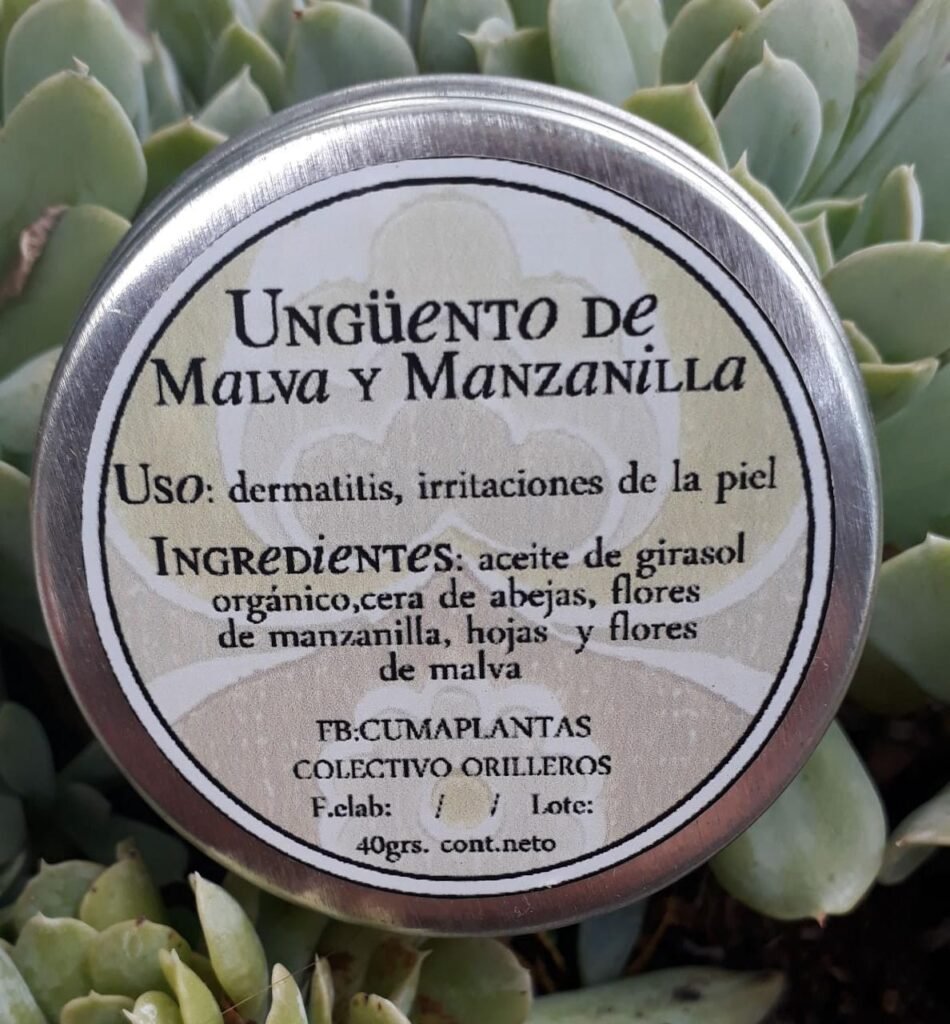 Ungüento de
Malva y Manzanilla
Uso: dermatitis, irritaciones de la piel
Ingredientes: aceite de girasol
orgánico,cera de abejas, flores
de manzanilla, hojas y flores
de malva
FB:CUMAPLANTAS
COLECTIVO ORILLEROS
F.elab: / / Lote:
40grs. cont.neto